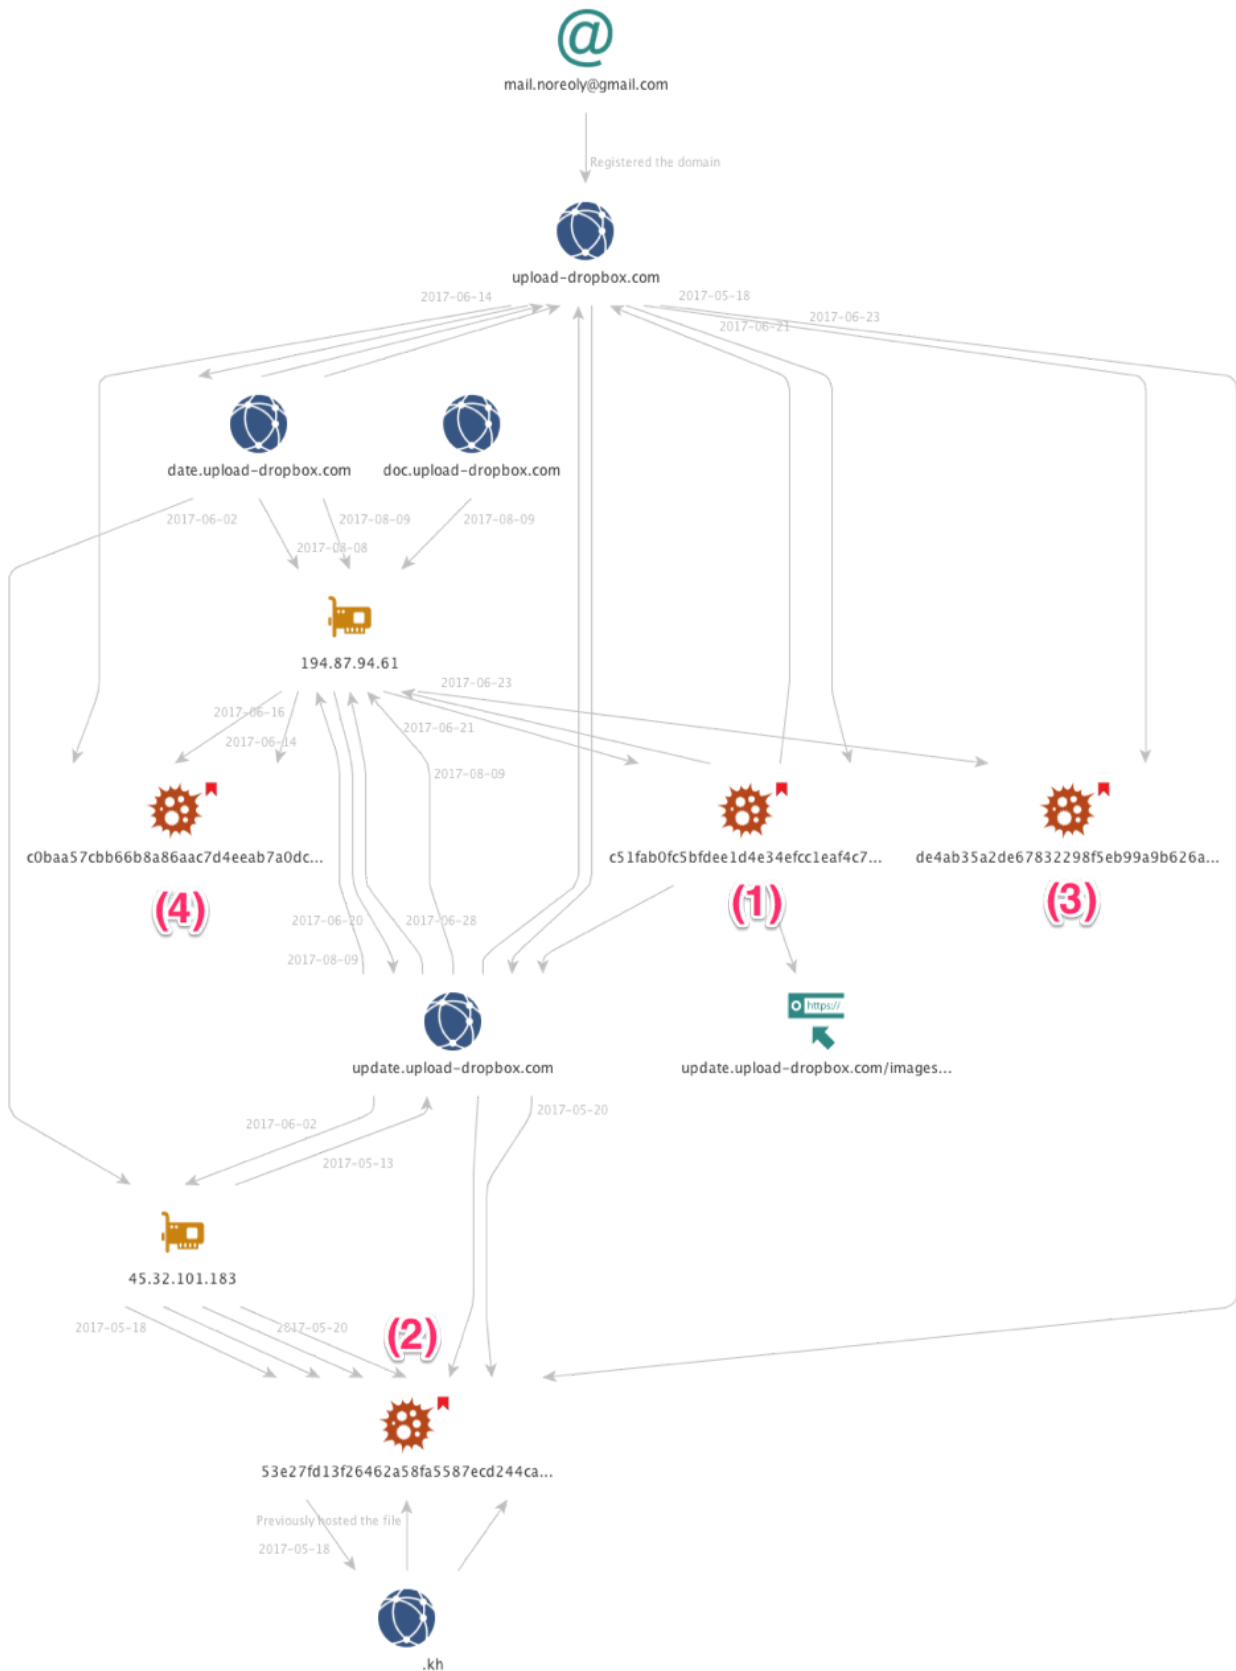 @
mail.noreoly@gmail.com
Registered the domain
upload-dropbox.com
2017-06-14
2017-05-18
2017-06-21
2017-06-23
date.upload-dropbox.com
doc.upload-dropbox.com
2017-06-02
2017-08-09
2017-08-09
2017-08-08
194.87.94.61
2017-06-23
2017-06-16
2017-06-21
2017-06-14
2017-08-09
c0baa57cbb66b8a86aac7d4eeab7a0dc...
c51fab0fc5bfdee1d4e34efcc1eaf4c7...
de4ab35a2de67832298f5eb99a9b626a...
(4)
(1)
(3)
2017-06-20
2017-06-28
2017-08-09
https://
update.upload-dropbox.com
update.upload-dropbox.com/images...
2017-05-20
2017-06-02
2017-05-13
45.32.101.183
2017-05-18
2017-05-20
(2)
53e27fd13f26462a58fa5587ecd244ca...
Previously hosted the file
2017-05-18
.kh